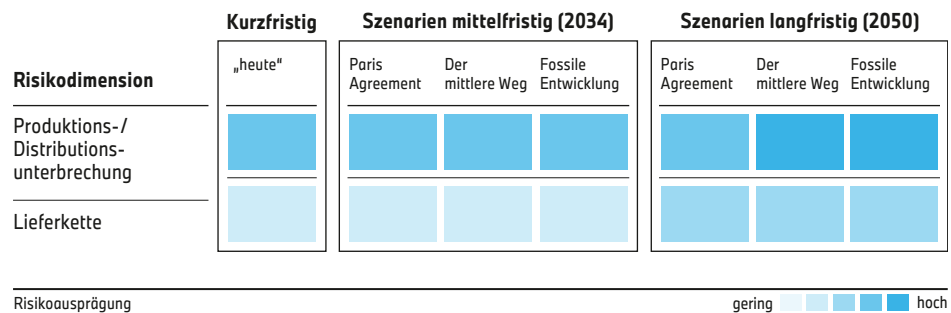 Kurzfristig
Szenarien mittelfristig (2034)
Szenarien langfristig (2050)
Risikodimension
„heute“
Paris Agreement
Der mittlere Weg
Fossile Entwicklung
Paris Agreement
Der mittlere Weg
Fossile Entwicklung
Produktions-/
Distributions-
unterbrechung
Lieferkette
Risikoausprägung
gering
hoch